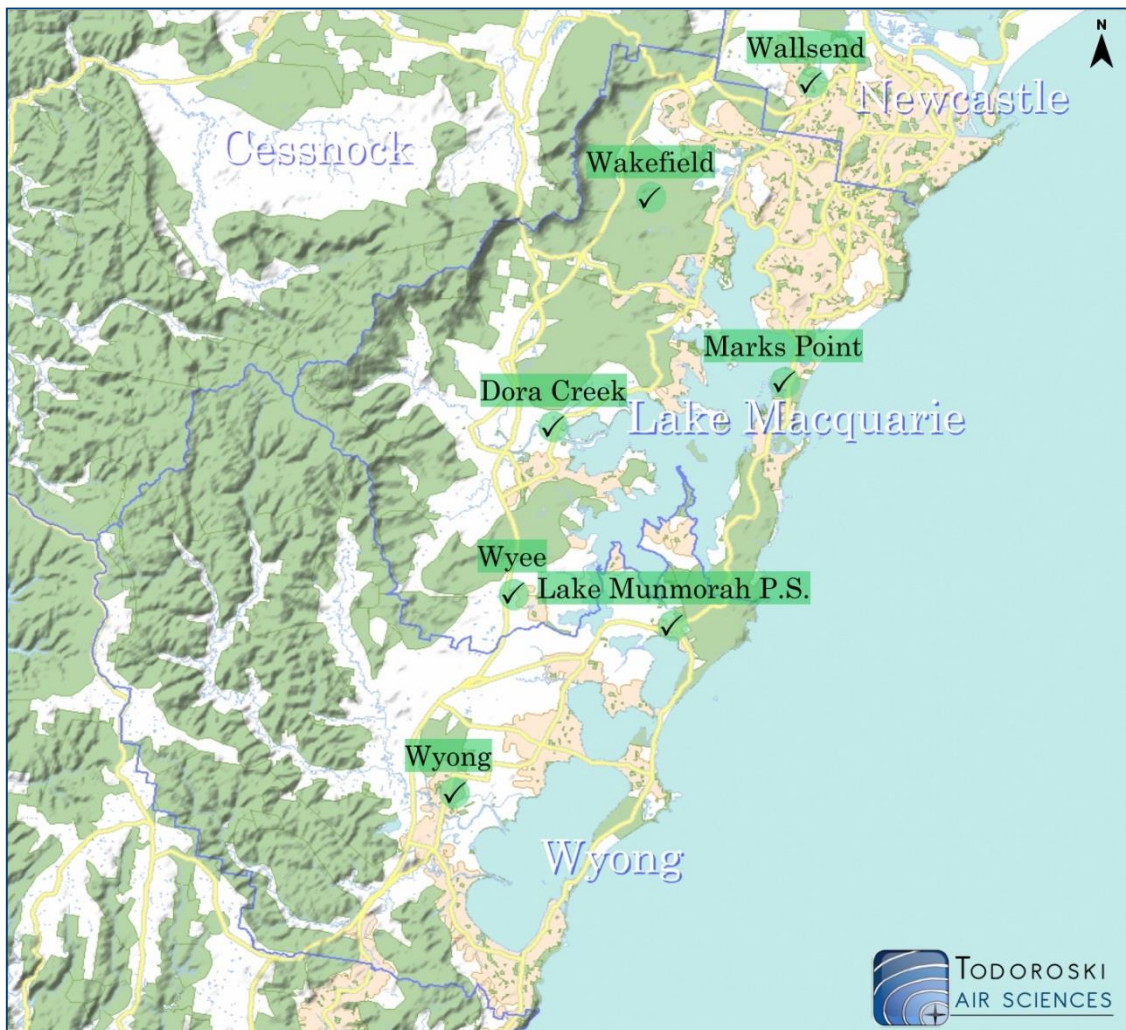 N
Wallsend
Newcastle
Cessnock
Wakefield
Marks Point
Dora Creek
Lake Macquarie
Wyee
Lake Munmorah P.S.
Wyong
Wyong
TODOROSKI
AIR SCIENCES